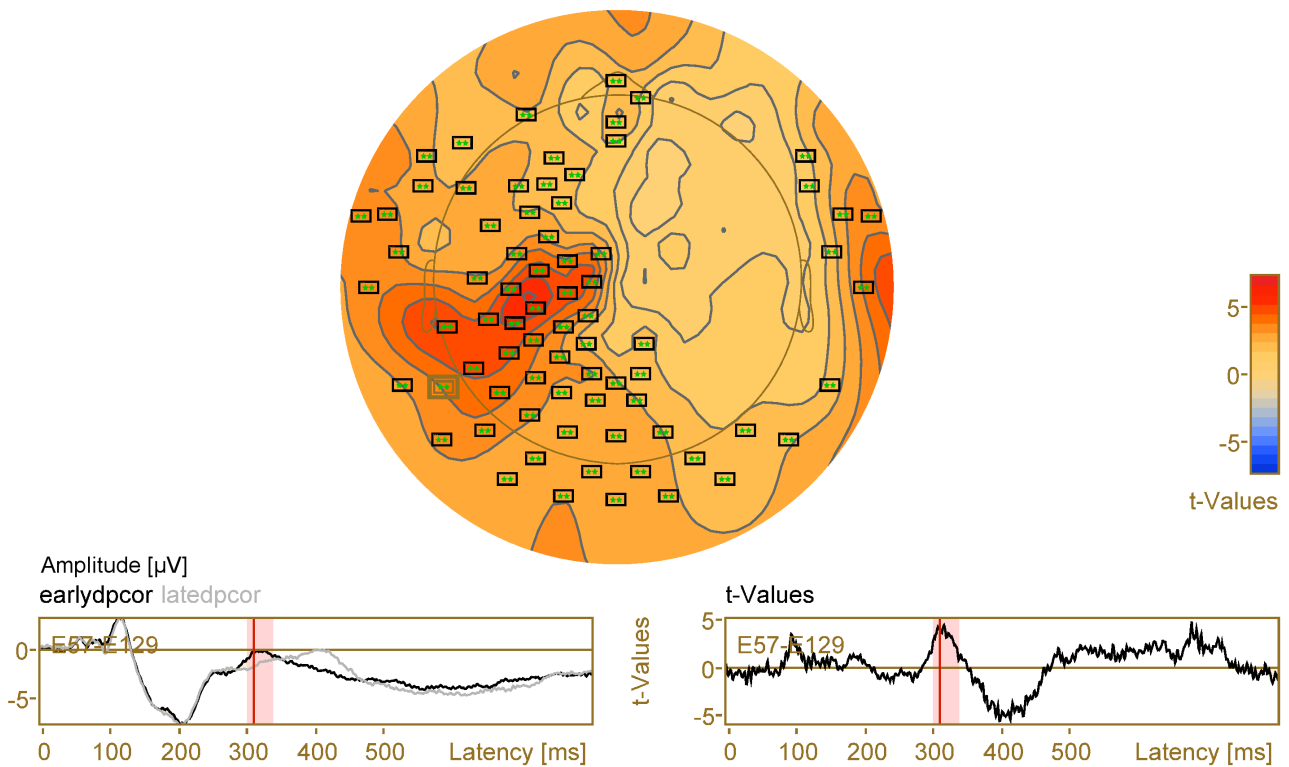 5
0
-5
t-Values
Amplitude [µV]
earlydpcor latedpcor
0
-5
E57-E129
0 100 200 300 400 500 Latency [ms]
t-Values
t-Values
5
0
-5
E57-E129
0 100 200 300 400 500 Latency [ms]